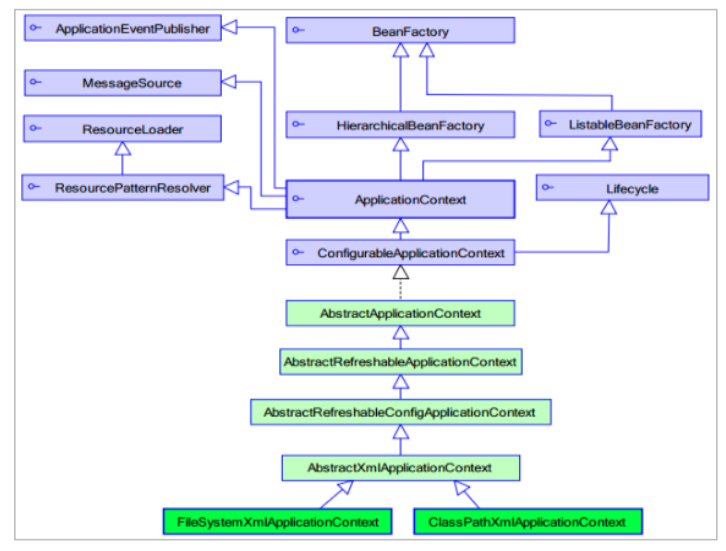 ApplicationEventPublisher
BeanFactory
MessageSource
ResourceLoader
HierarchicalBeanFactory
ListableBeanFactory
ResourcePatternResolver
ApplicationContext
Lifecycle
ConfigurableApplicationContext
AbstractApplicationContext
AbstractRefreshableApplicationContext
AbstractRefreshableConfigApplicationContext
AbstractXmlApplicationContext
FileSystemXmlApplicationContext
ClassPathXmlApplicationContext